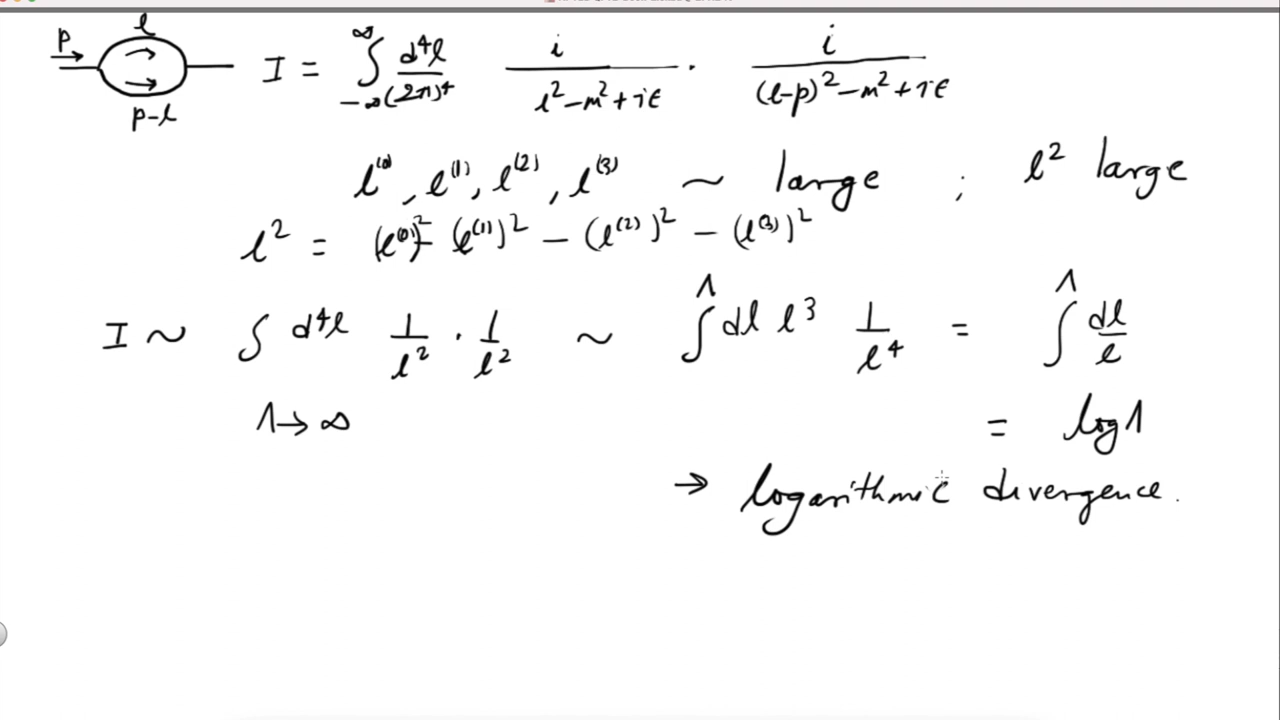 p l p-l I = ∫_{-∞}^{∞} d⁴l/(2π)⁴ i/(l²-m²+iε) · i/((l-p)²-m²+iε)
l⁽⁰⁾, l⁽¹⁾, l⁽²⁾, l⁽³⁾ ~ large ; l² large
l² = (l⁽⁰⁾)² - (l⁽¹⁾)² - (l⁽²⁾)² - (l⁽³⁾)²
I ~ ∫ d⁴l 1/l² · 1/l² ~ ∫^Λ dl l³ 1/l⁴ = ∫^Λ dl/l
Λ → ∞ = log Λ
→ logarithmic divergence.